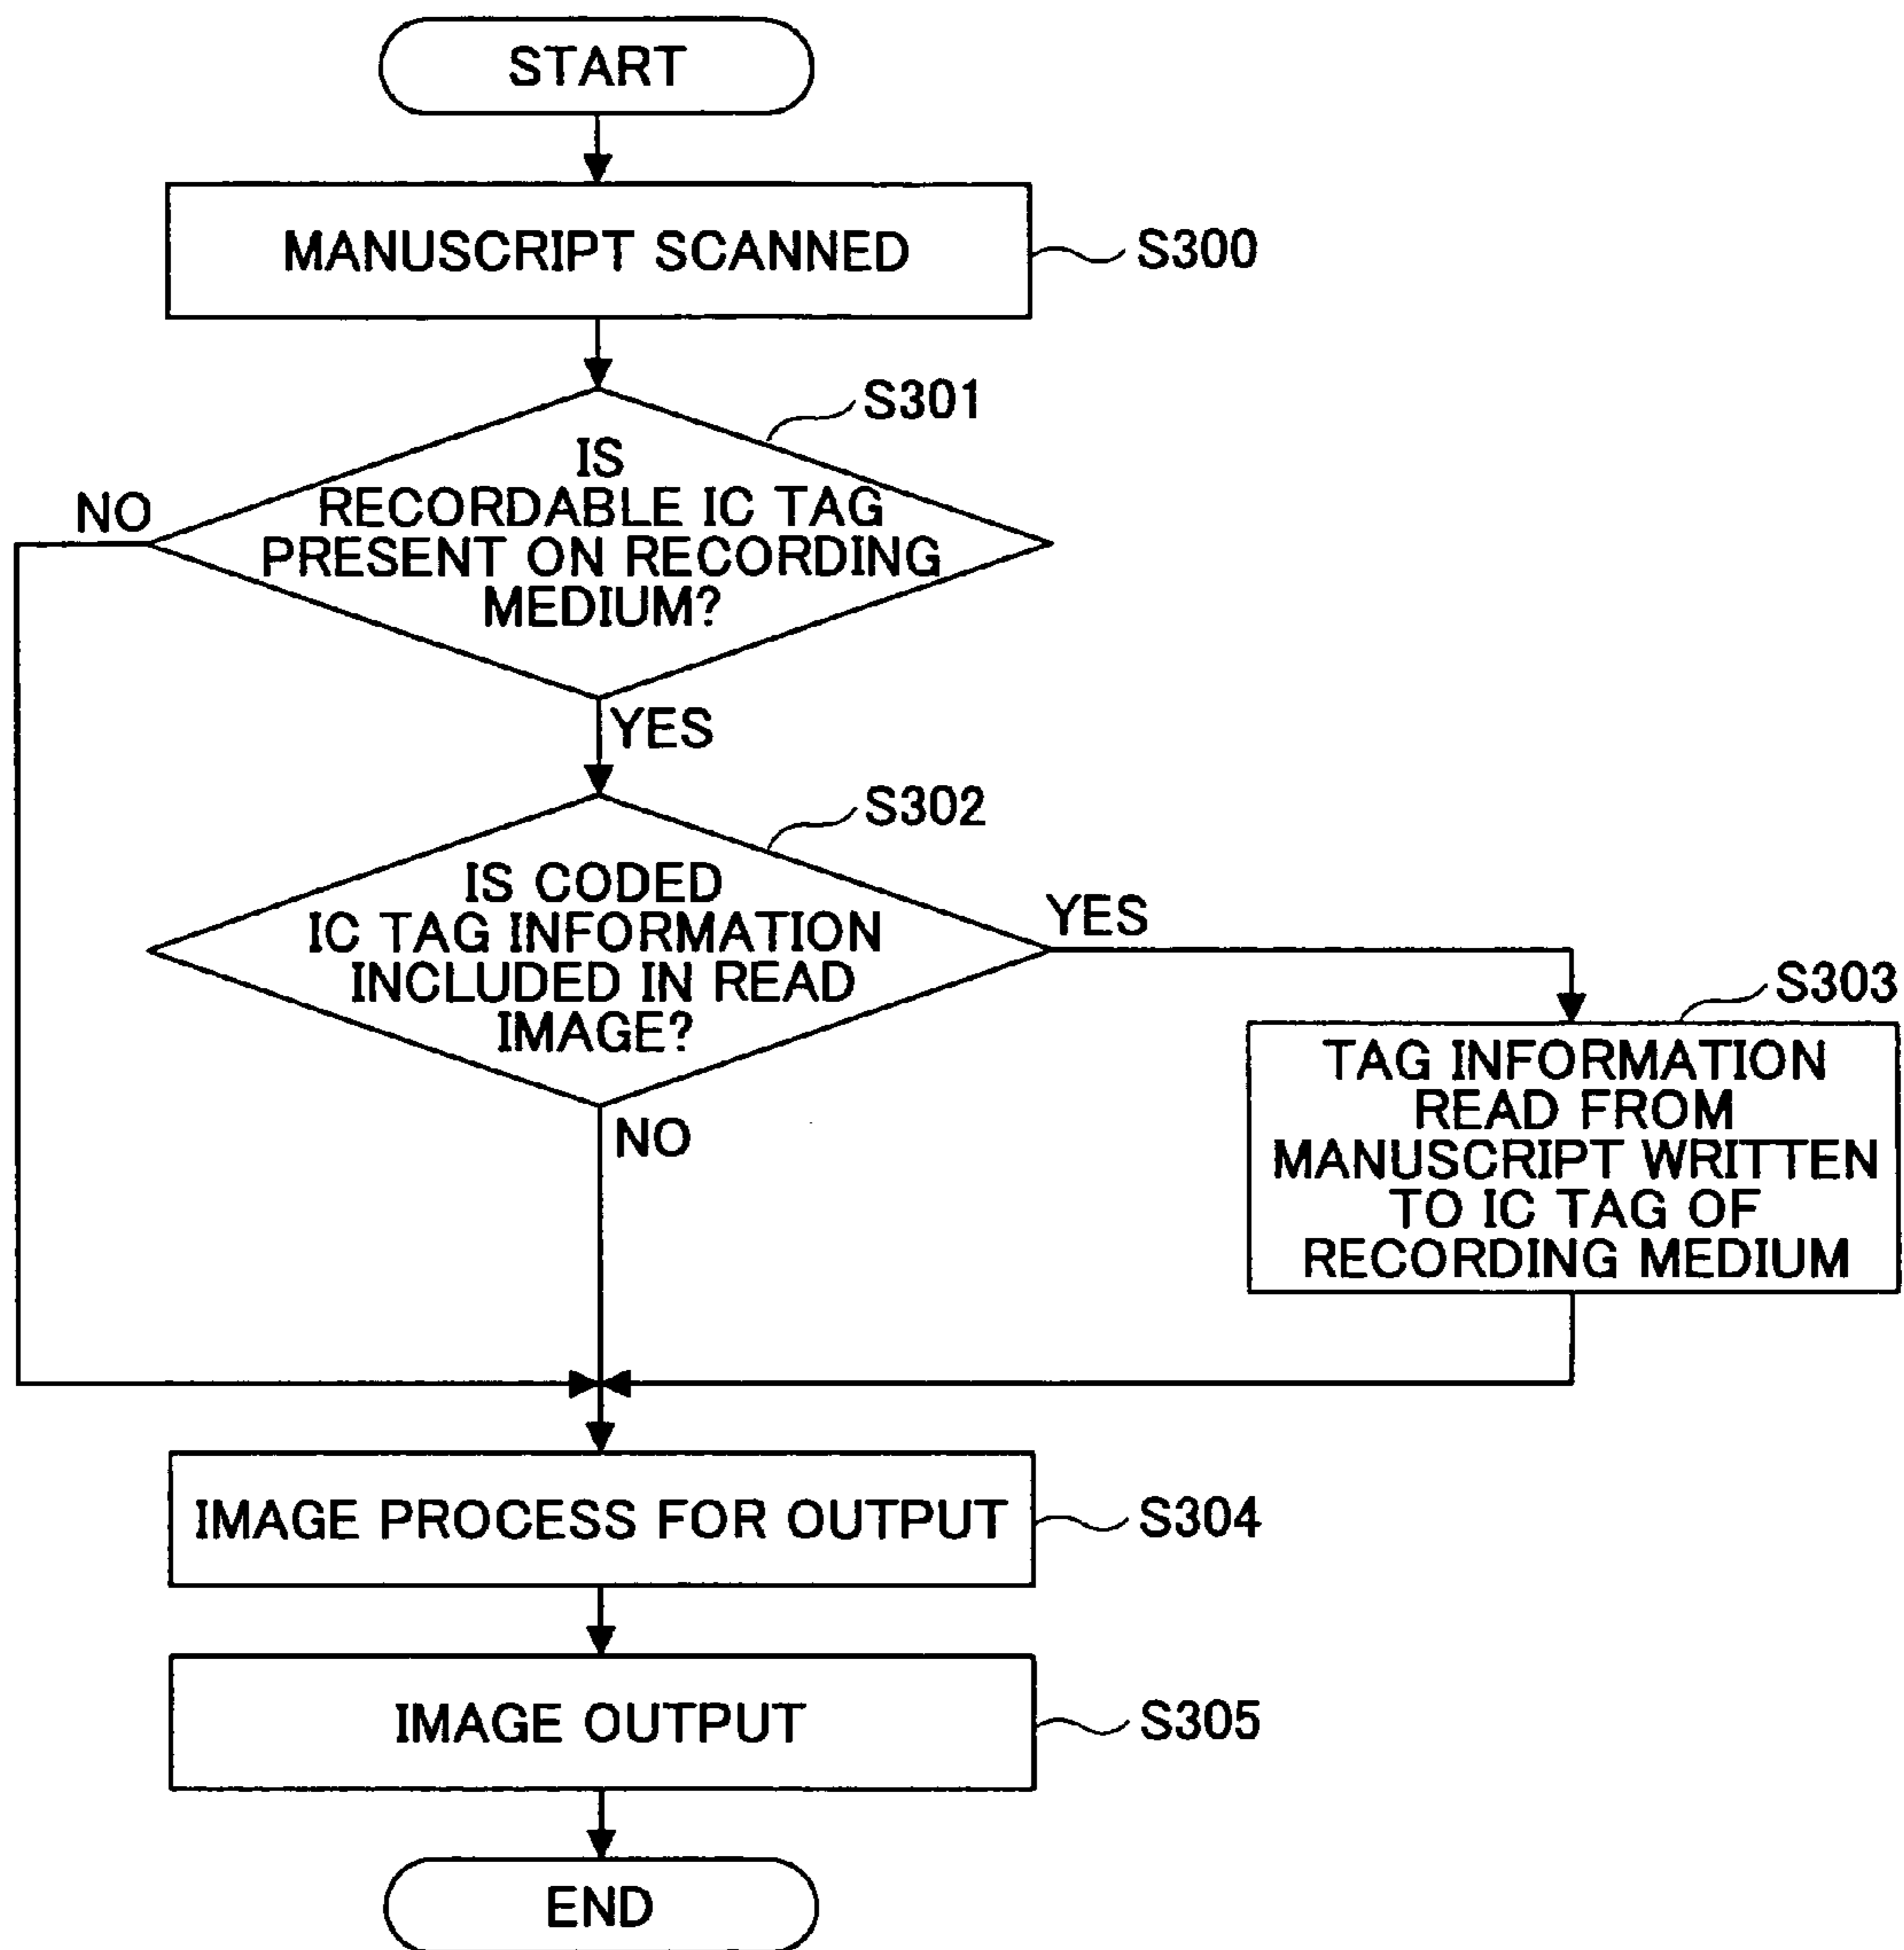 START
MANUSCRIPT SCANNED
S300
S301
IS
RECORDABLE IC TAG
PRESENT ON RECORDING
MEDIUM?
NO
YES
S302
IS CODED
IC TAG INFORMATION
INCLUDED IN READ
IMAGE?
YES
NO
S303
TAG INFORMATION
READ FROM
MANUSCRIPT WRITTEN
TO IC TAG OF
RECORDING MEDIUM
IMAGE PROCESS FOR OUTPUT
S304
IMAGE OUTPUT
S305
END